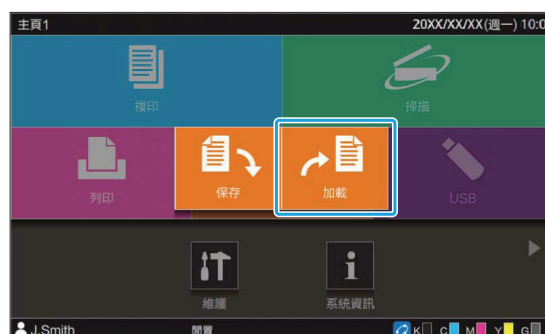 主頁1 20XX/XX/XX(週一) 10:0
複印 掃描
列印 保存 加載 USB
維護 系統資訊
J.Smith 閒置 K C M Y G